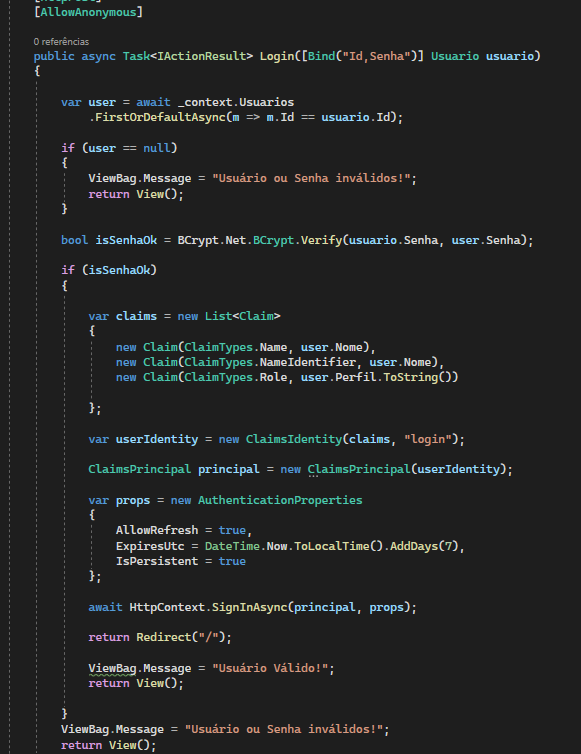 [AllowAnonymous]
0 referências
public async Task<IActionResult> Login([Bind("Id,Senha")] Usuario usuario)
{
var user = await _context.Usuarios
.FirstOrDefaultAsync(m => m.Id == usuario.Id);
if (user == null)
{
ViewBag.Message = "Usuário ou Senha inválidos!";
return View();
}
bool isSenhaOk = BCrypt.Net.BCrypt.Verify(usuario.Senha, user.Senha);
if (isSenhaOk)
{
var claims = new List<Claim>
{
new Claim(ClaimTypes.Name, user.Nome),
new Claim(ClaimTypes.NameIdentifier, user.Nome),
new Claim(ClaimTypes.Role, user.Perfil.ToString())
};
var userIdentity = new ClaimsIdentity(claims, "login");
ClaimsPrincipal principal = new ClaimsPrincipal(userIdentity);
var props = new AuthenticationProperties
{
AllowRefresh = true,
ExpiresUtc = DateTime.Now.ToLocalTime().AddDays(7),
IsPersistent = true
};
await HttpContext.SignInAsync(principal, props);
return Redirect("/");
ViewBag.Message = "Usuário Válido!";
return View();
}
ViewBag.Message = "Usuário ou Senha inválidos!";
return View();